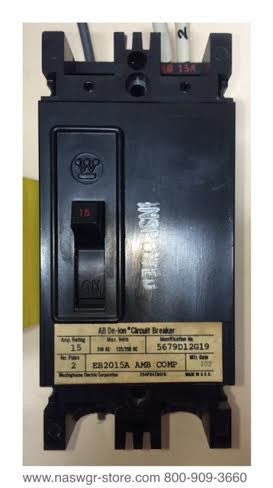 2
15A
W
INSPECTED
15
ON
AB De-ion® Circuit Breaker
Amp. Rating Max. Volts Identification No.
15 240 AC 125/250 DC 5679D12G19
No. Poles Mfg. Date
2 EB2015A AMB COMP
Westinghouse Electric Corporation MADE IN U.S.A.
www.naswgr-store.com 800-909-3660